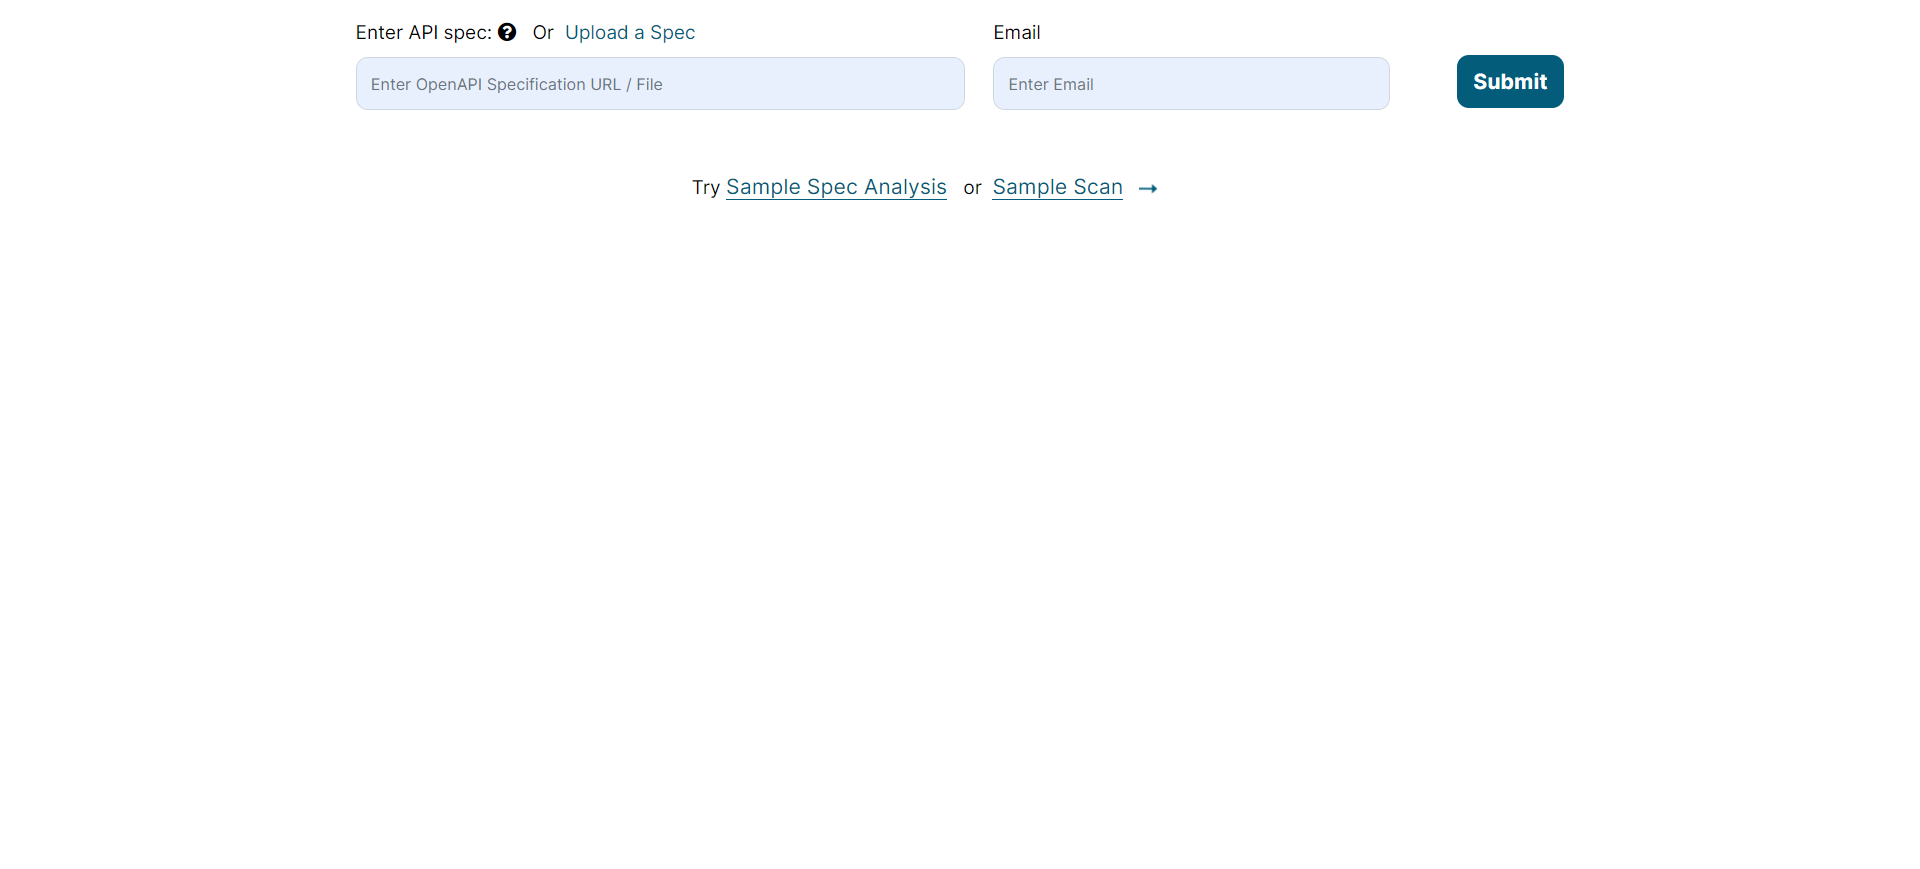 Enter API spec: ? Or Upload a Spec
Email
Enter OpenAPI Specification URL / File
Enter Email
Submit
Try Sample Spec Analysis or Sample Scan →